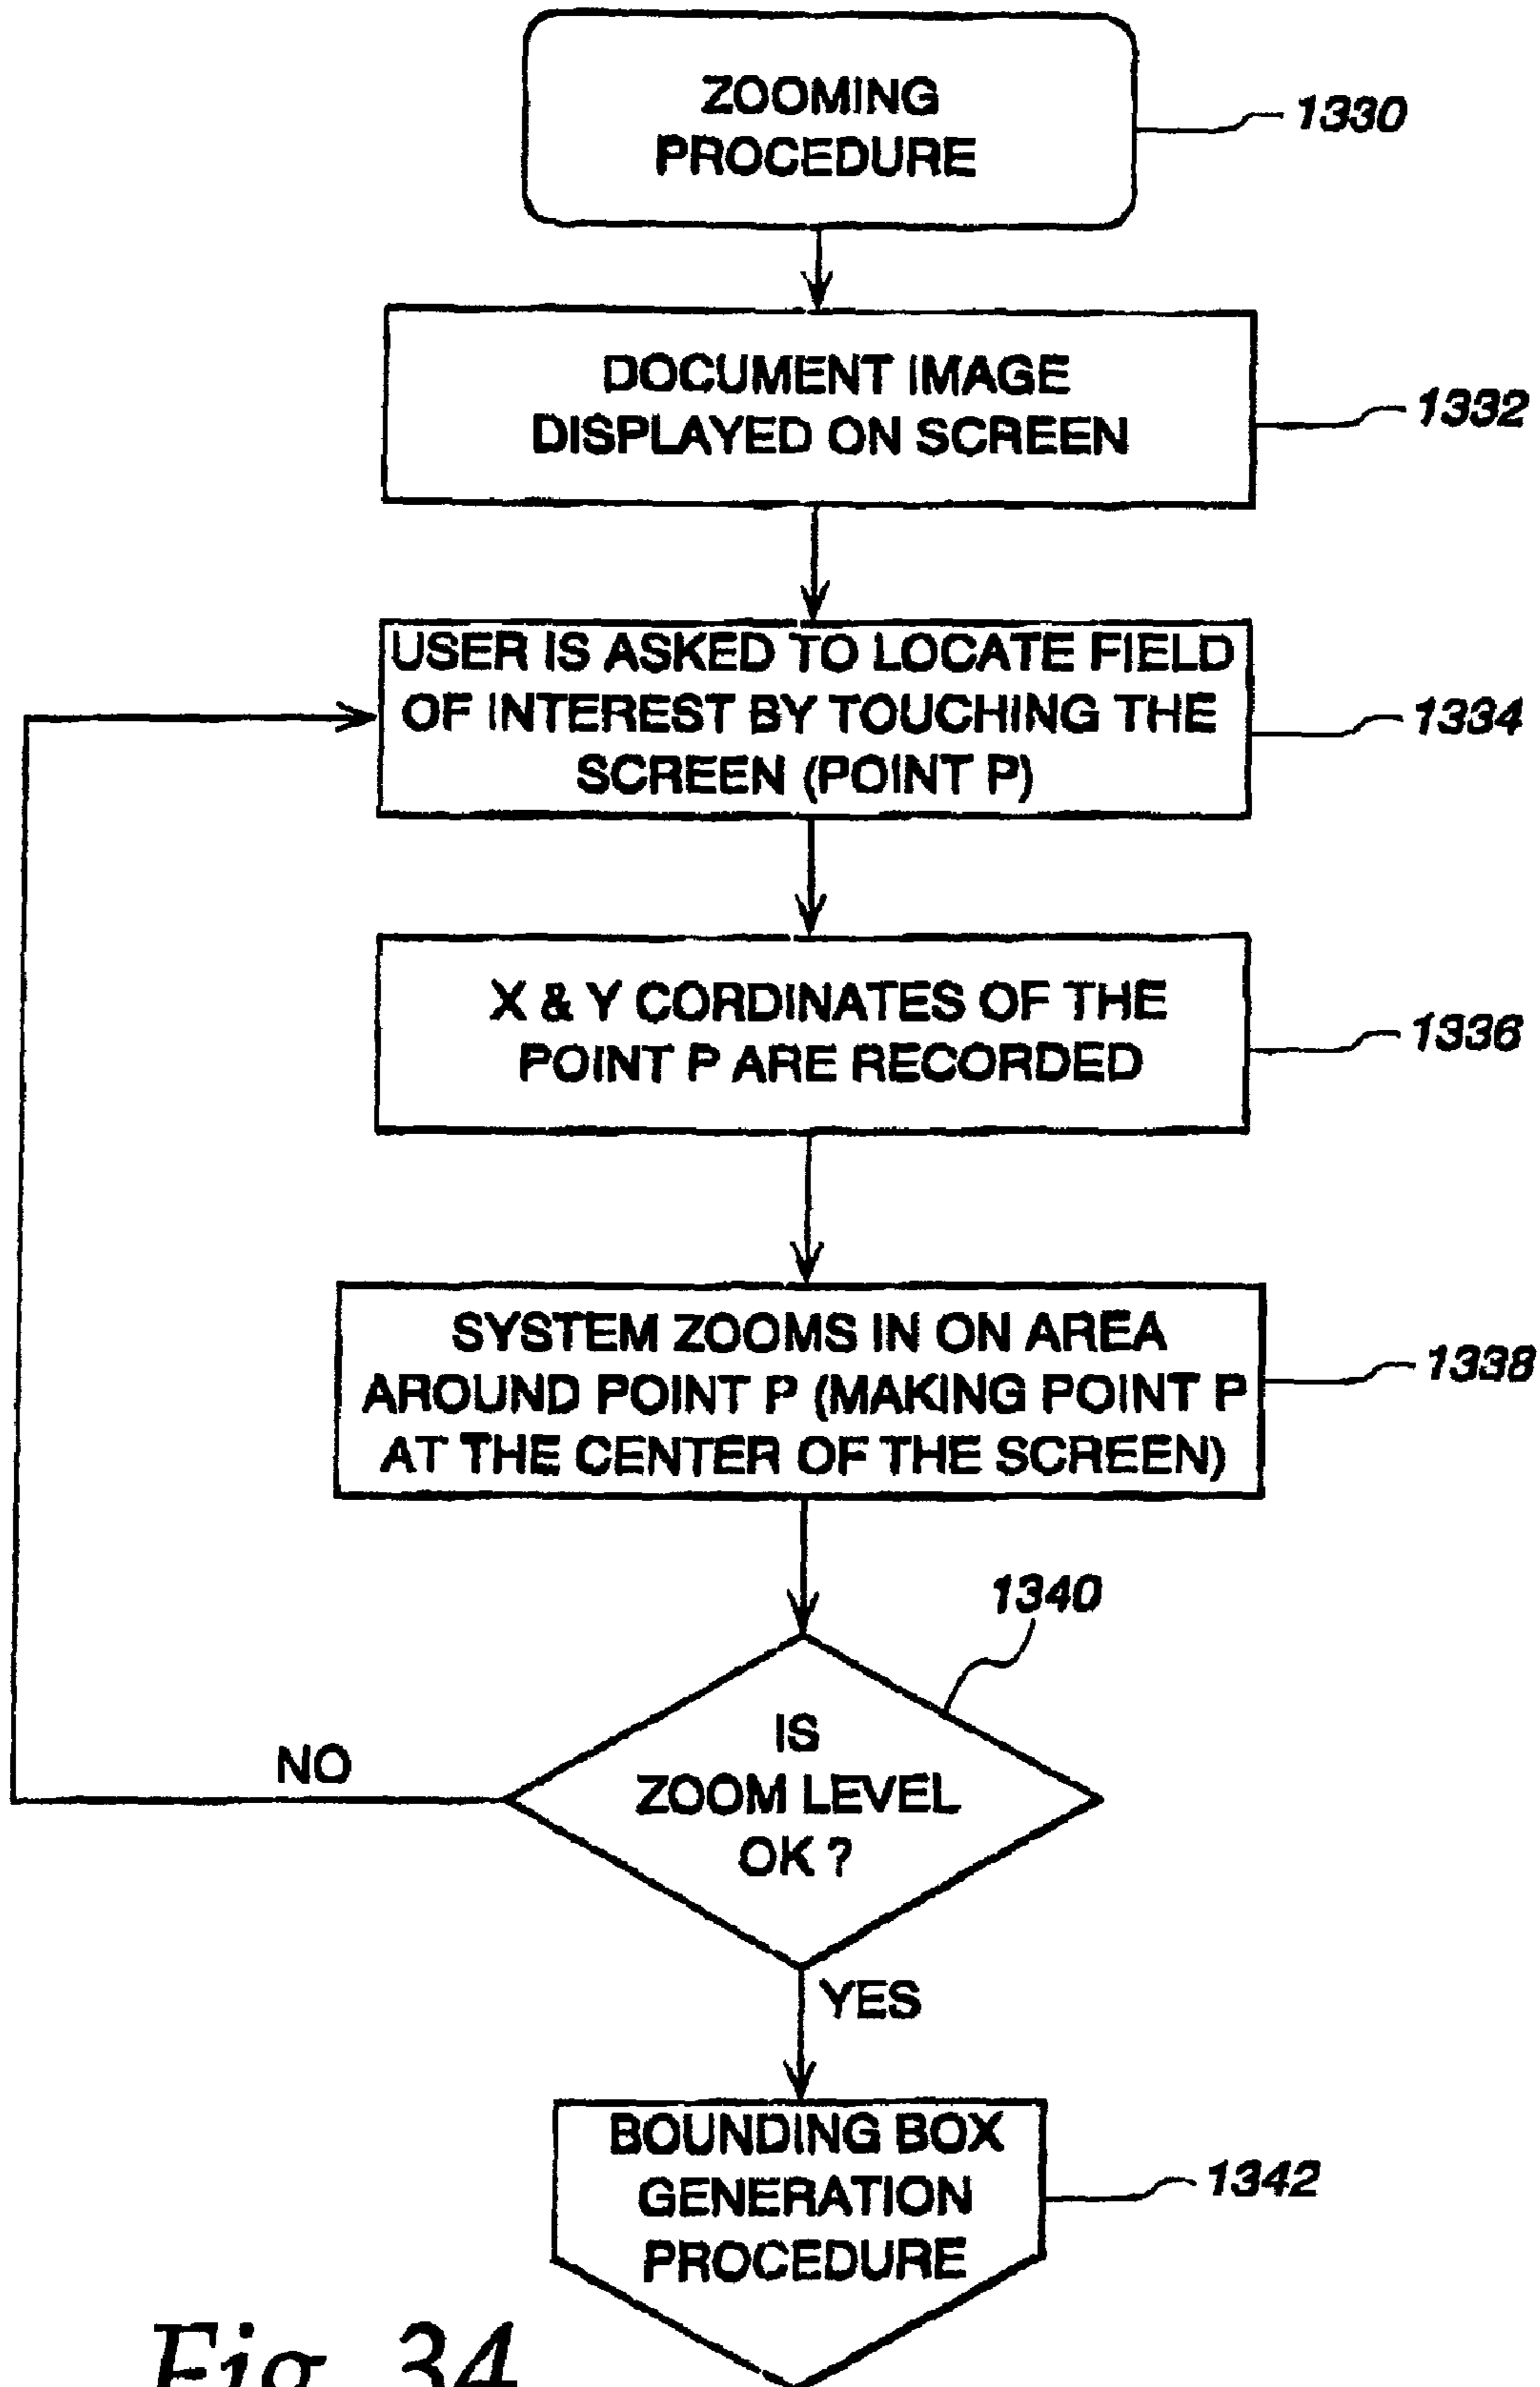 ZOOMING
PROCEDURE
1330
DOCUMENT IMAGE
DISPLAYED ON SCREEN
1332
USER IS ASKED TO LOCATE FIELD
OF INTEREST BY TOUCHING THE
SCREEN (POINT P)
1334
X & Y CORDINATES OF THE
POINT P ARE RECORDED
1336
SYSTEM ZOOMS IN ON AREA
AROUND POINT P (MAKING POINT P
AT THE CENTER OF THE SCREEN)
1338
1340
IS
ZOOM LEVEL
OK ?
NO
YES
BOUNDING BOX
GENERATION
PROCEDURE
1342
Fig. 34